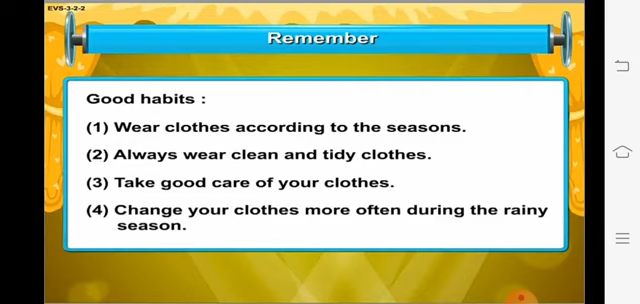 EVS-3-2-2
Remember
Good habits :
(1) Wear clothes according to the seasons.
(2) Always wear clean and tidy clothes.
(3) Take good care of your clothes.
(4) Change your clothes more often during the rainy
season.